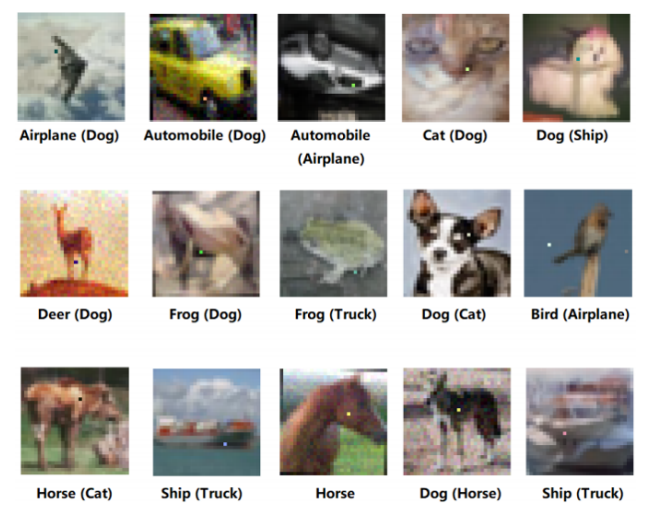 Airplane (Dog)
Automobile (Dog)
Automobile
(Airplane)
Cat (Dog)
Dog (Ship)
Deer (Dog)
Frog (Dog)
Frog (Truck)
Dog (Cat)
Bird (Airplane)
Horse (Cat)
Ship (Truck)
Horse
Dog (Horse)
Ship (Truck)